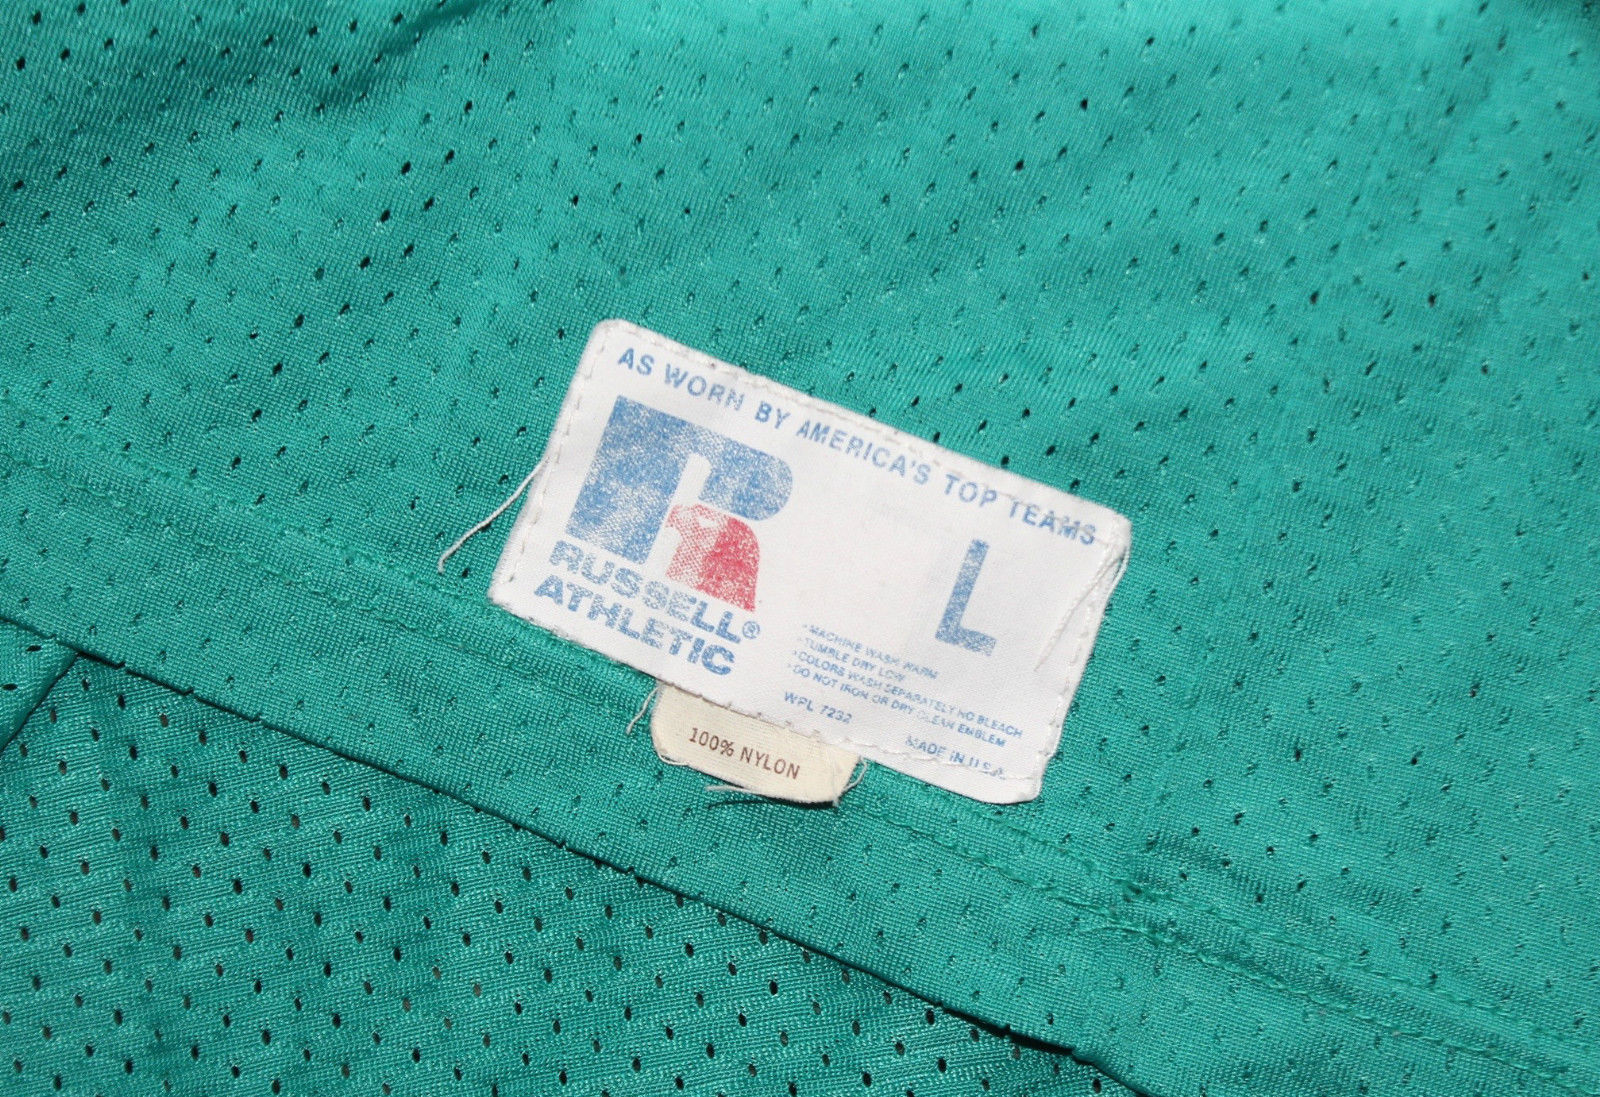 AS WORN BY AMERICA'S TOP TEAMS
R
RUSSELL®
ATHLETIC
L
• MACHINE WASH WARM
• TUMBLE DRY LOW
• COLORS WASH SEPARATELY NO BLEACH
• DO NOT IRON OR DRY CLEAN EMBLEM
WPL 7232
MADE IN U.S.A.
100% NYLON